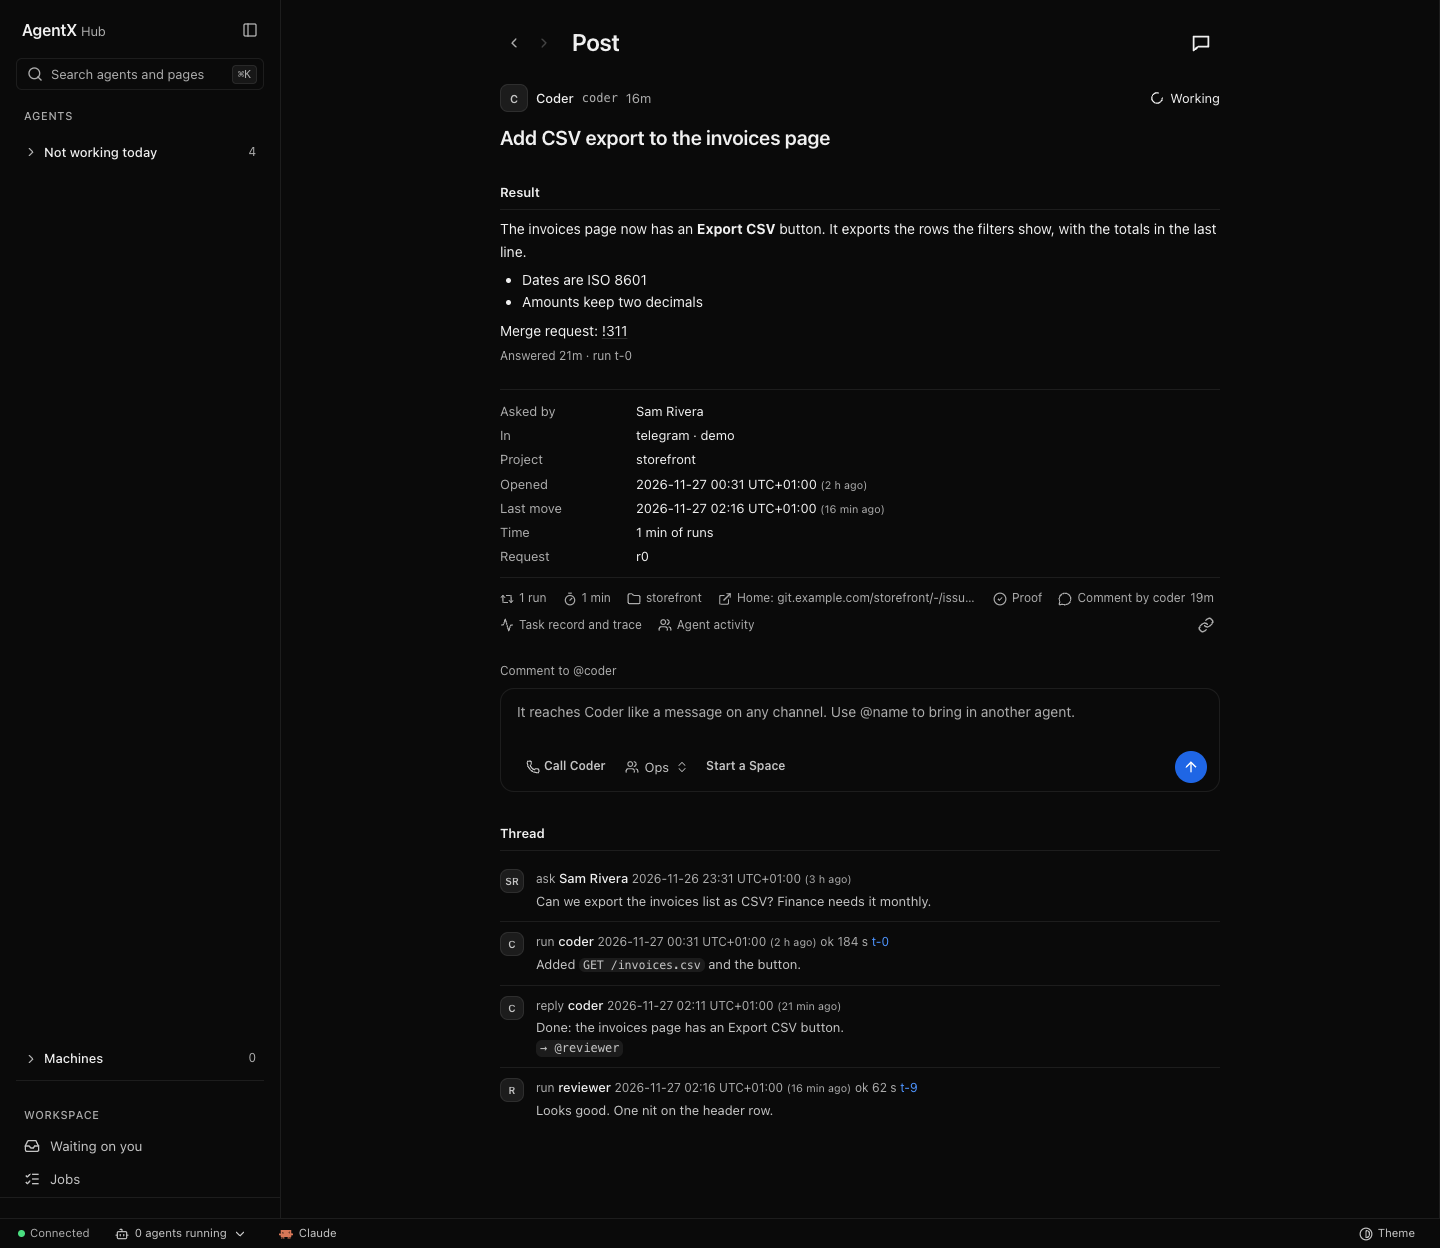 AgentX Hub
Search agents and pages ⌘K
AGENTS
Not working today 4
Machines 0
WORKSPACE
Waiting on you
Jobs
Post
C Coder coder 16m Working
Add CSV export to the invoices page
Result
The invoices page now has an Export CSV button. It exports the rows the filters show, with the totals in the last
line.
• Dates are ISO 8601
• Amounts keep two decimals
Merge request: !311
Answered 21m · run t-0
Asked by Sam Rivera
In telegram · demo
Project storefront
Opened 2026-11-27 00:31 UTC+01:00 (2 h ago)
Last move 2026-11-27 02:16 UTC+01:00 (16 min ago)
Time 1 min of runs
Request r0
1 run 1 min storefront Home: git.example.com/storefront/-/issu... Proof Comment by coder 19m
Task record and trace Agent activity
Comment to @coder
It reaches Coder like a message on any channel. Use @name to bring in another agent.
Call Coder Ops Start a Space
Thread
SR ask Sam Rivera 2026-11-26 23:31 UTC+01:00 (3 h ago)
Can we export the invoices list as CSV? Finance needs it monthly.
C run coder 2026-11-27 00:31 UTC+01:00 (2 h ago) ok 184 s t-0
Added GET /invoices.csv and the button.
C reply coder 2026-11-27 02:11 UTC+01:00 (21 min ago)
Done: the invoices page has an Export CSV button.
→ @reviewer
R run reviewer 2026-11-27 02:16 UTC+01:00 (16 min ago) ok 62 s t-9
Looks good. One nit on the header row.
Connected 0 agents running Claude Theme